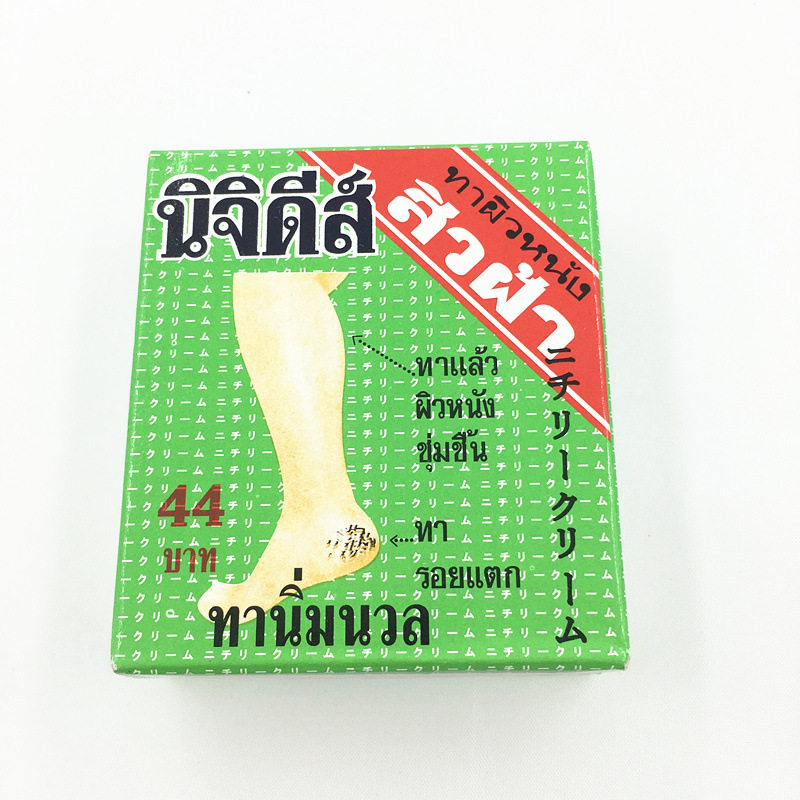 นิจิดีส์
ทาผิวหนัง
สิวฝ้า
ทาแล้ว
ผิวหนัง
ชุ่มชื้น
ニチリークリーム
44
บาท
ทา
รอยแตก
ทานิ่มนวล